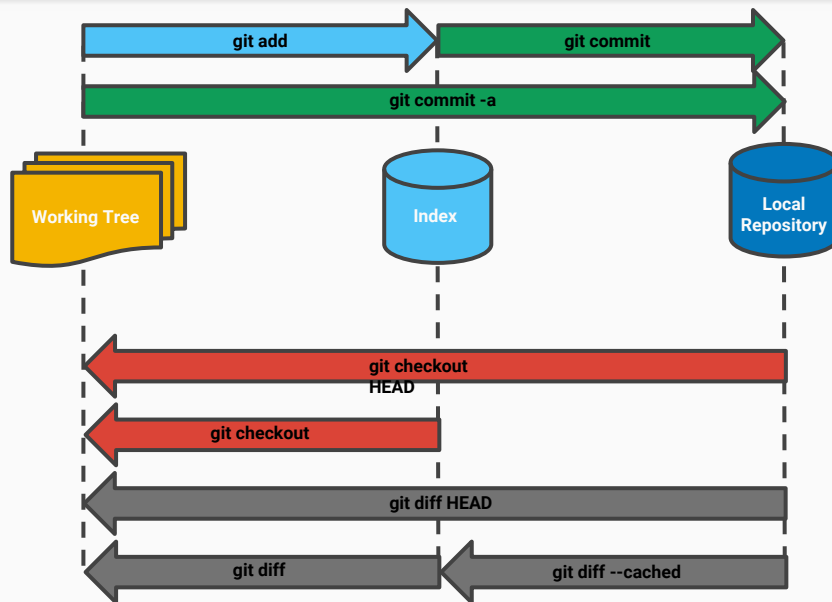 git add
git commit
git commit -a
Working Tree
Index
Local
Repository
git checkout
HEAD
git checkout
git diff HEAD
git diff
git diff --cached